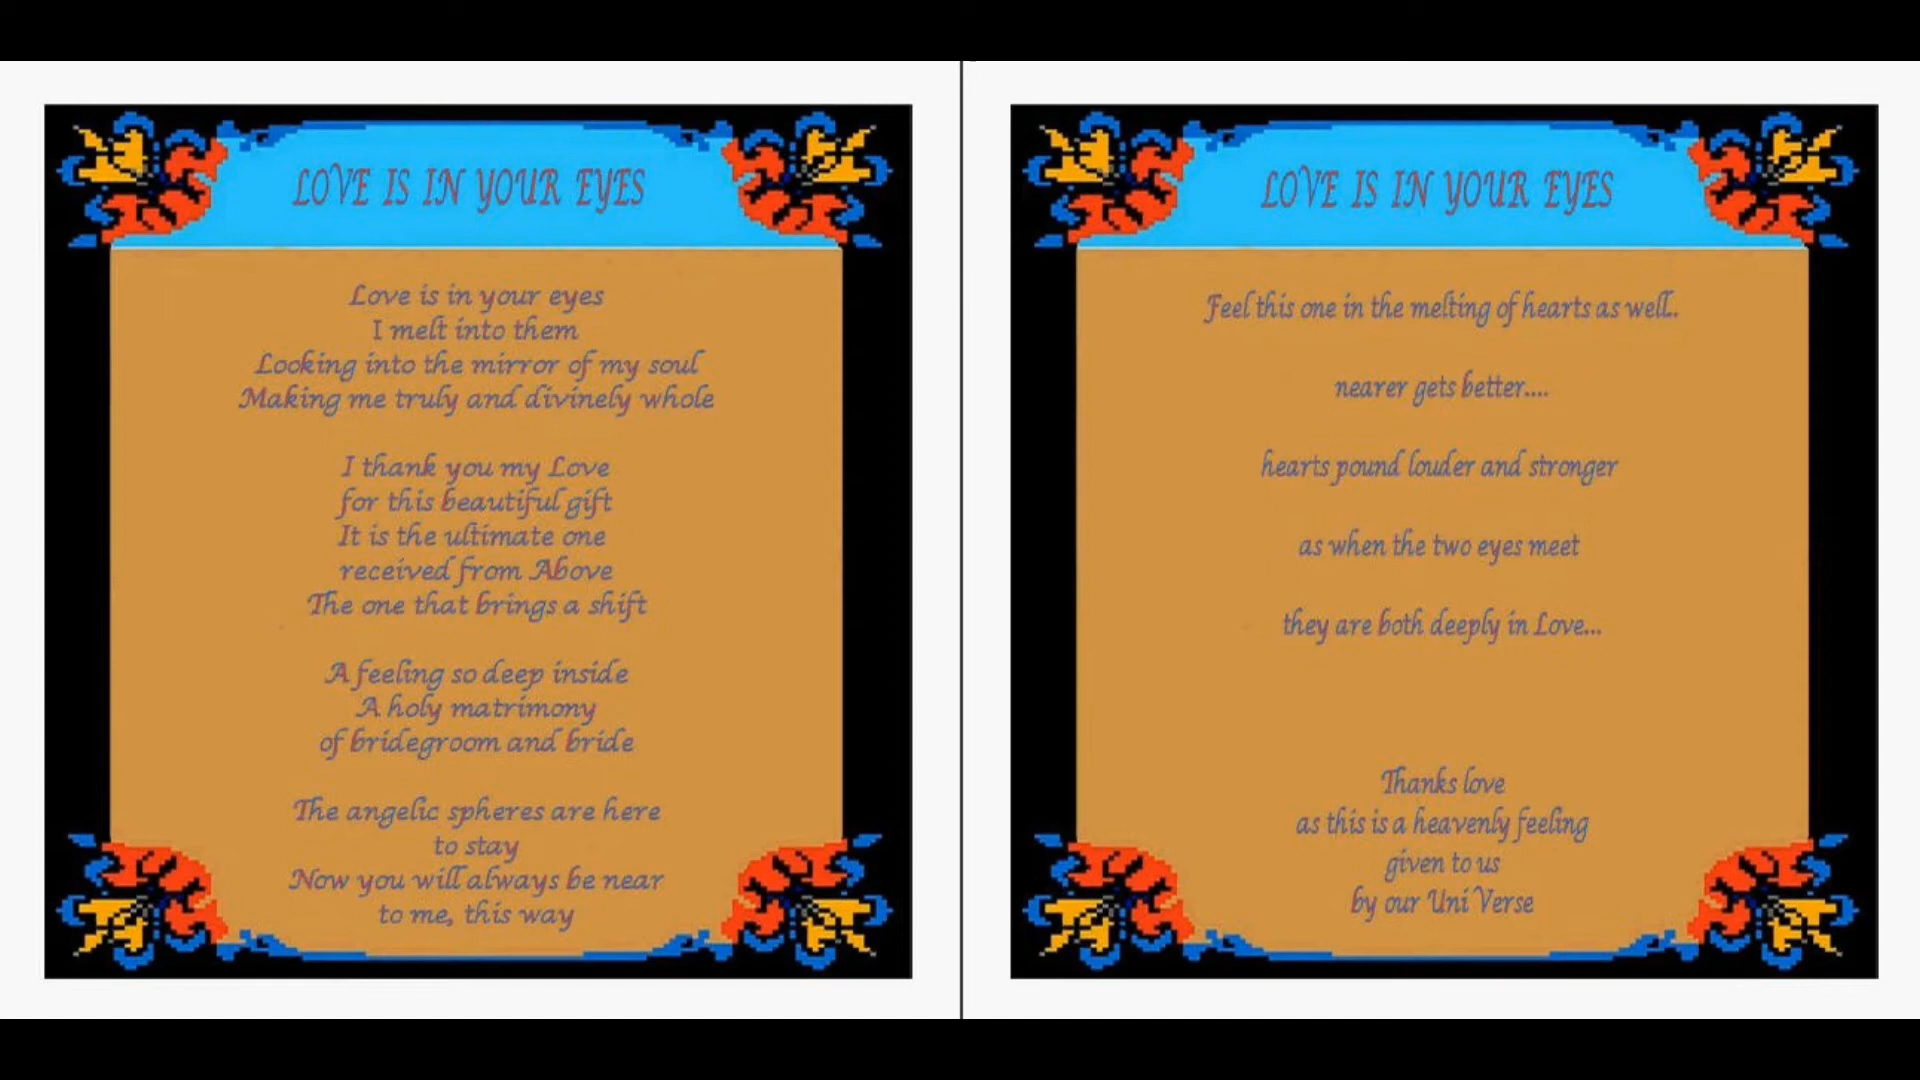 LOVE IS IN YOUR EYES
Love is in your eyes
I melt into them
Looking into the mirror of my soul
Making me truly and divinely whole
I thank you my Love
for this beautiful gift
It is the ultimate one
received from Above
The one that brings a shift
A feeling so deep inside
A holy matrimony
of bridegroom and bride
The angelic spheres are here
to stay
Now you will always be near
to me, this way
LOVE IS IN YOUR EYES
Feel this one in the melting of hearts as well..
nearer gets better....
hearts pound louder and stronger
as when the two eyes meet
they are both deeply in Love...
Thanks love
as this is a heavenly feeling
given to us
by our Uni Verse